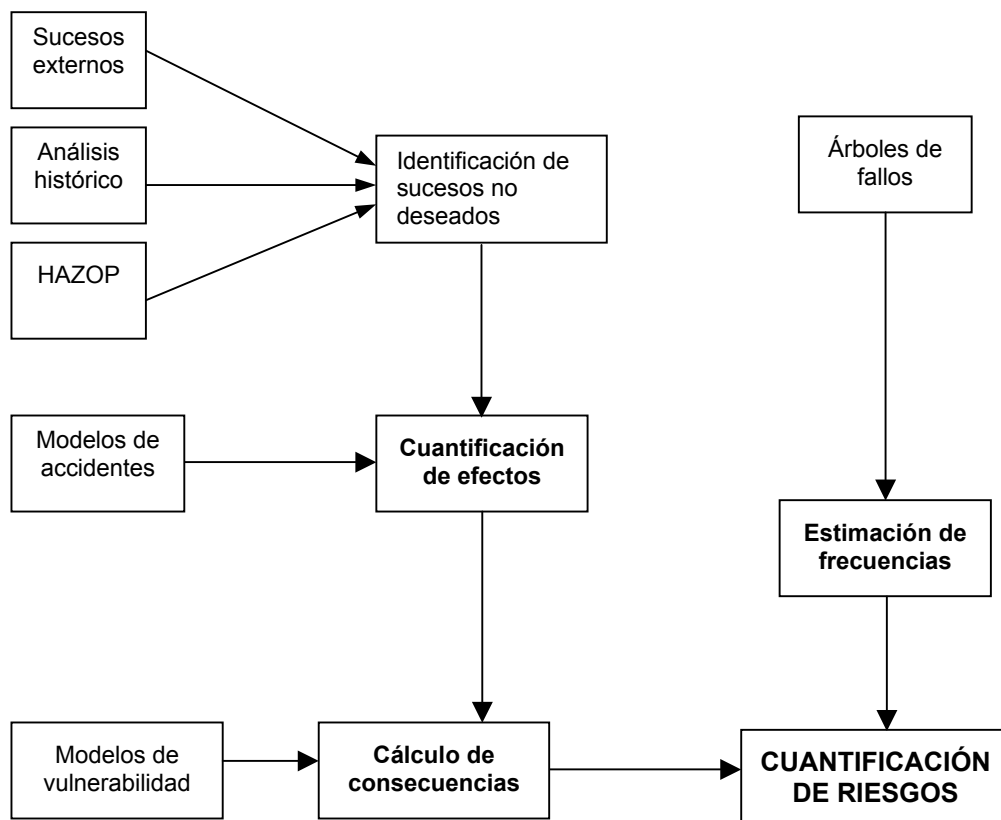 Sucesos
externos
Análisis
histórico
HAZOP
Identificación de
sucesos no
deseados
Árboles de
fallos
Modelos de
accidentes
Cuantificación
de efectos
Estimación de
frecuencias
Modelos de
vulnerabilidad
Cálculo de
consecuencias
CUANTIFICACIÓN
DE RIESGOS